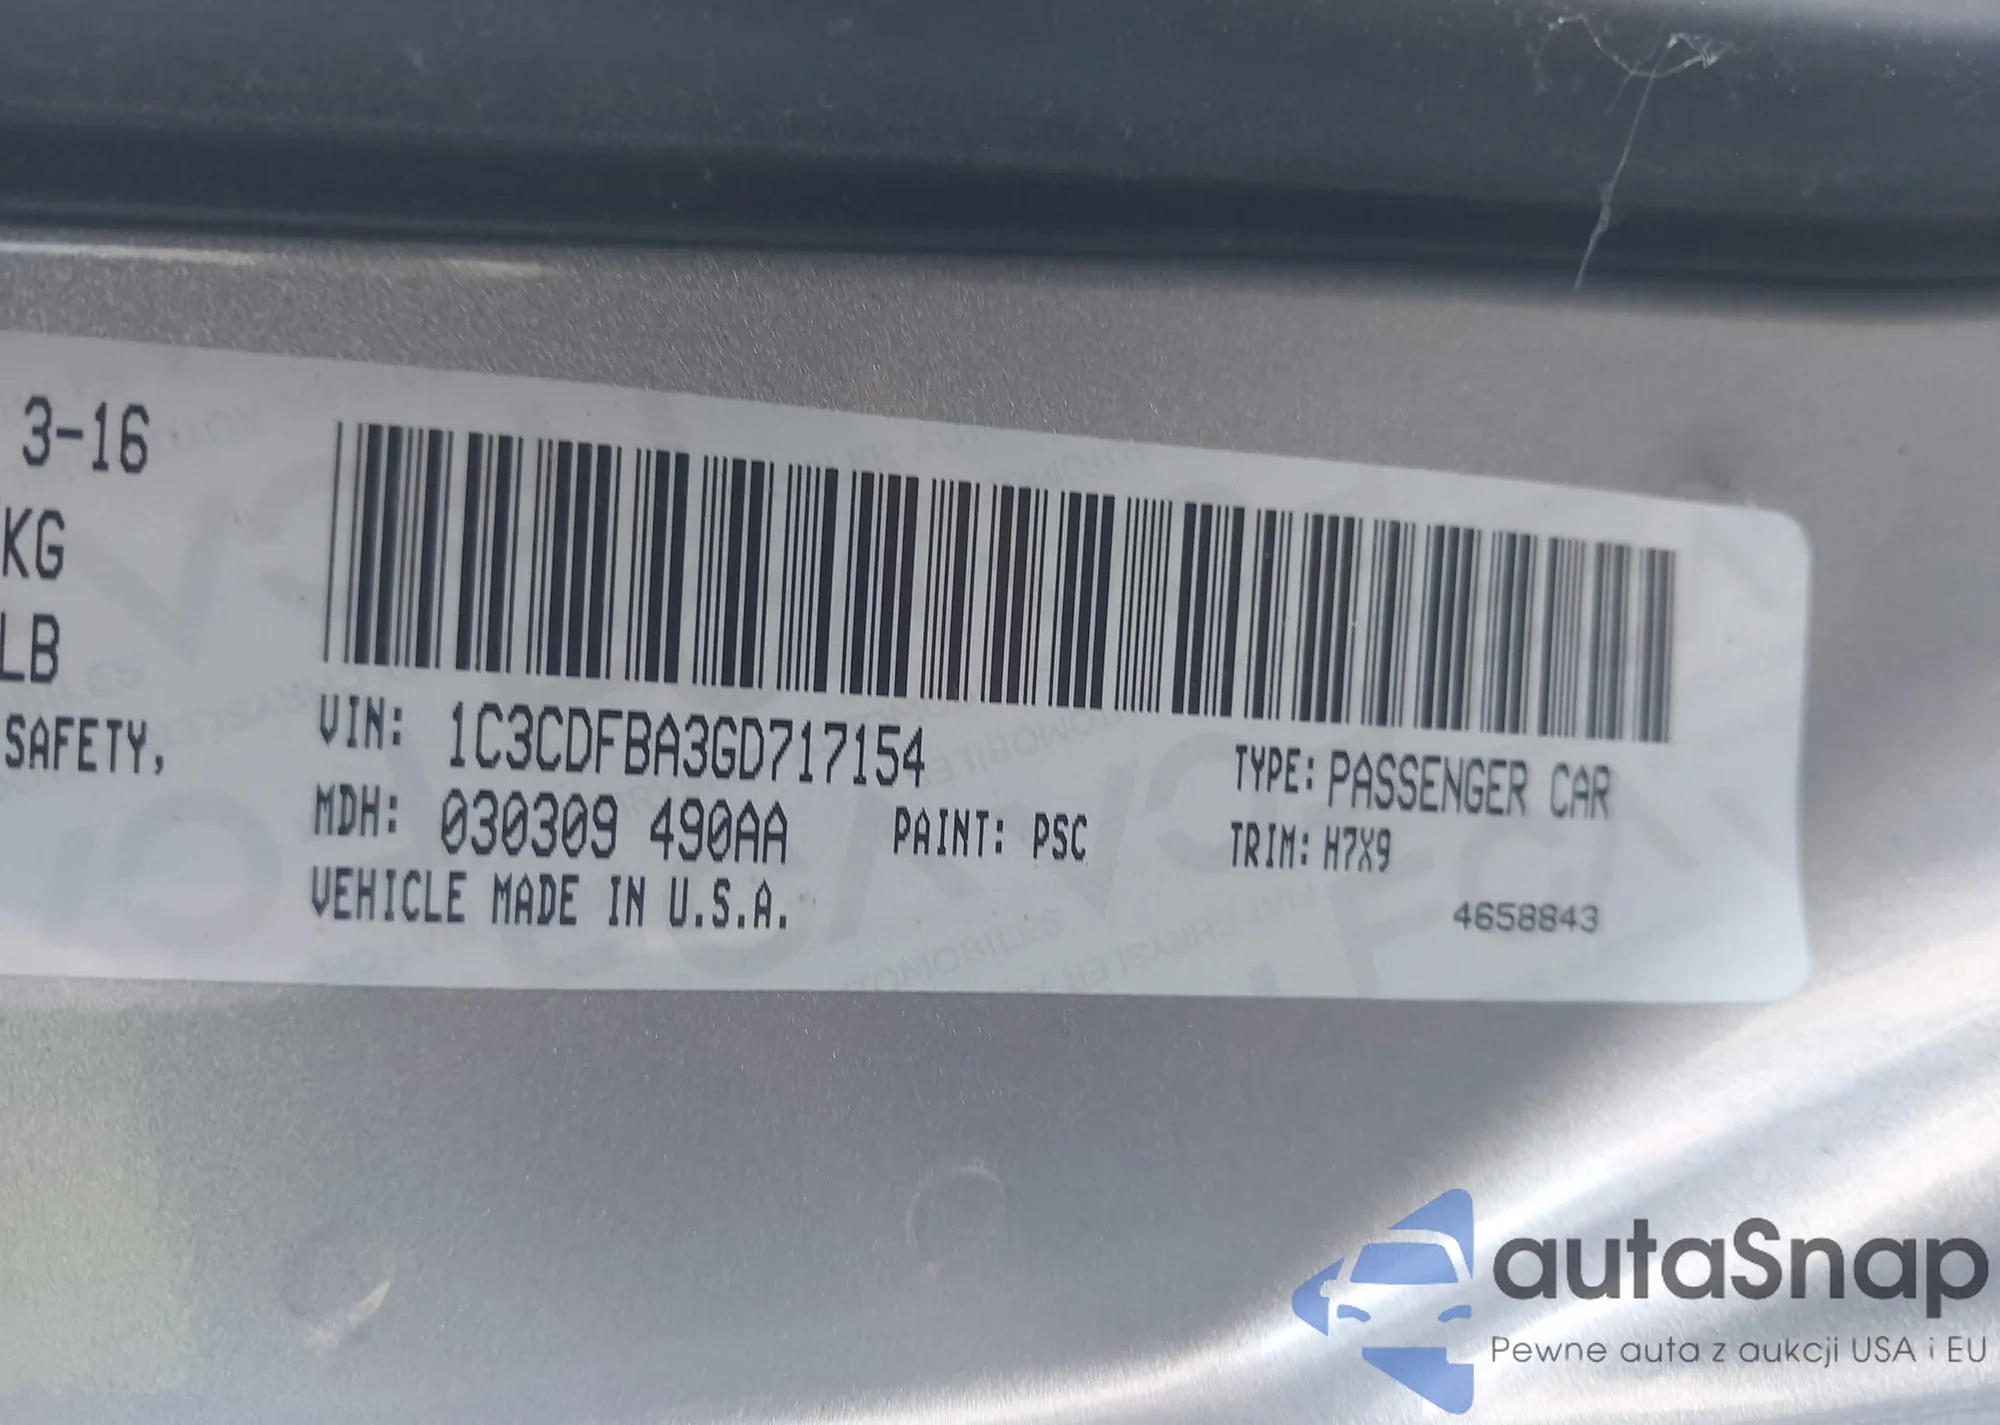 3-16
KG
LB
SAFETY,
VIN: 1C3CDFBA3GD717154
MDH: 030309 490AA
PAINT: PSC
VEHICLE MADE IN U.S.A.
TYPE: PASSENGER CAR
TRIM: H7X9
4658843
autaSnap
Pewne auta z aukcji USA i EU